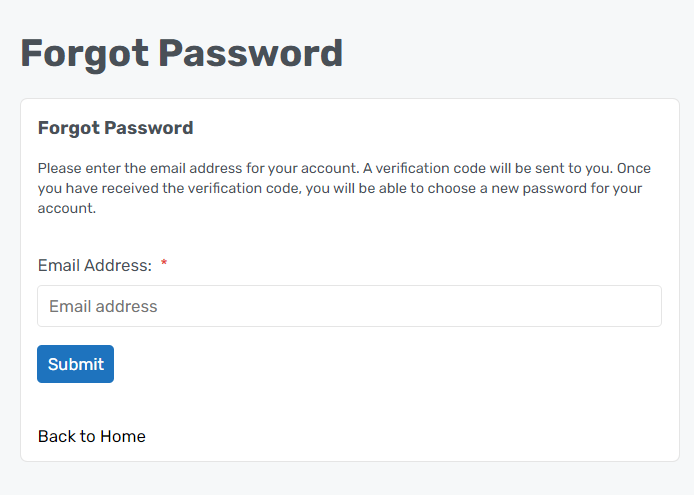 Forgot Password
Forgot Password
Please enter the email address for your account. A verification code will be sent to you. Once
you have received the verification code, you will be able to choose a new password for your
account.
Email Address: *
Email address
Submit
Back to Home